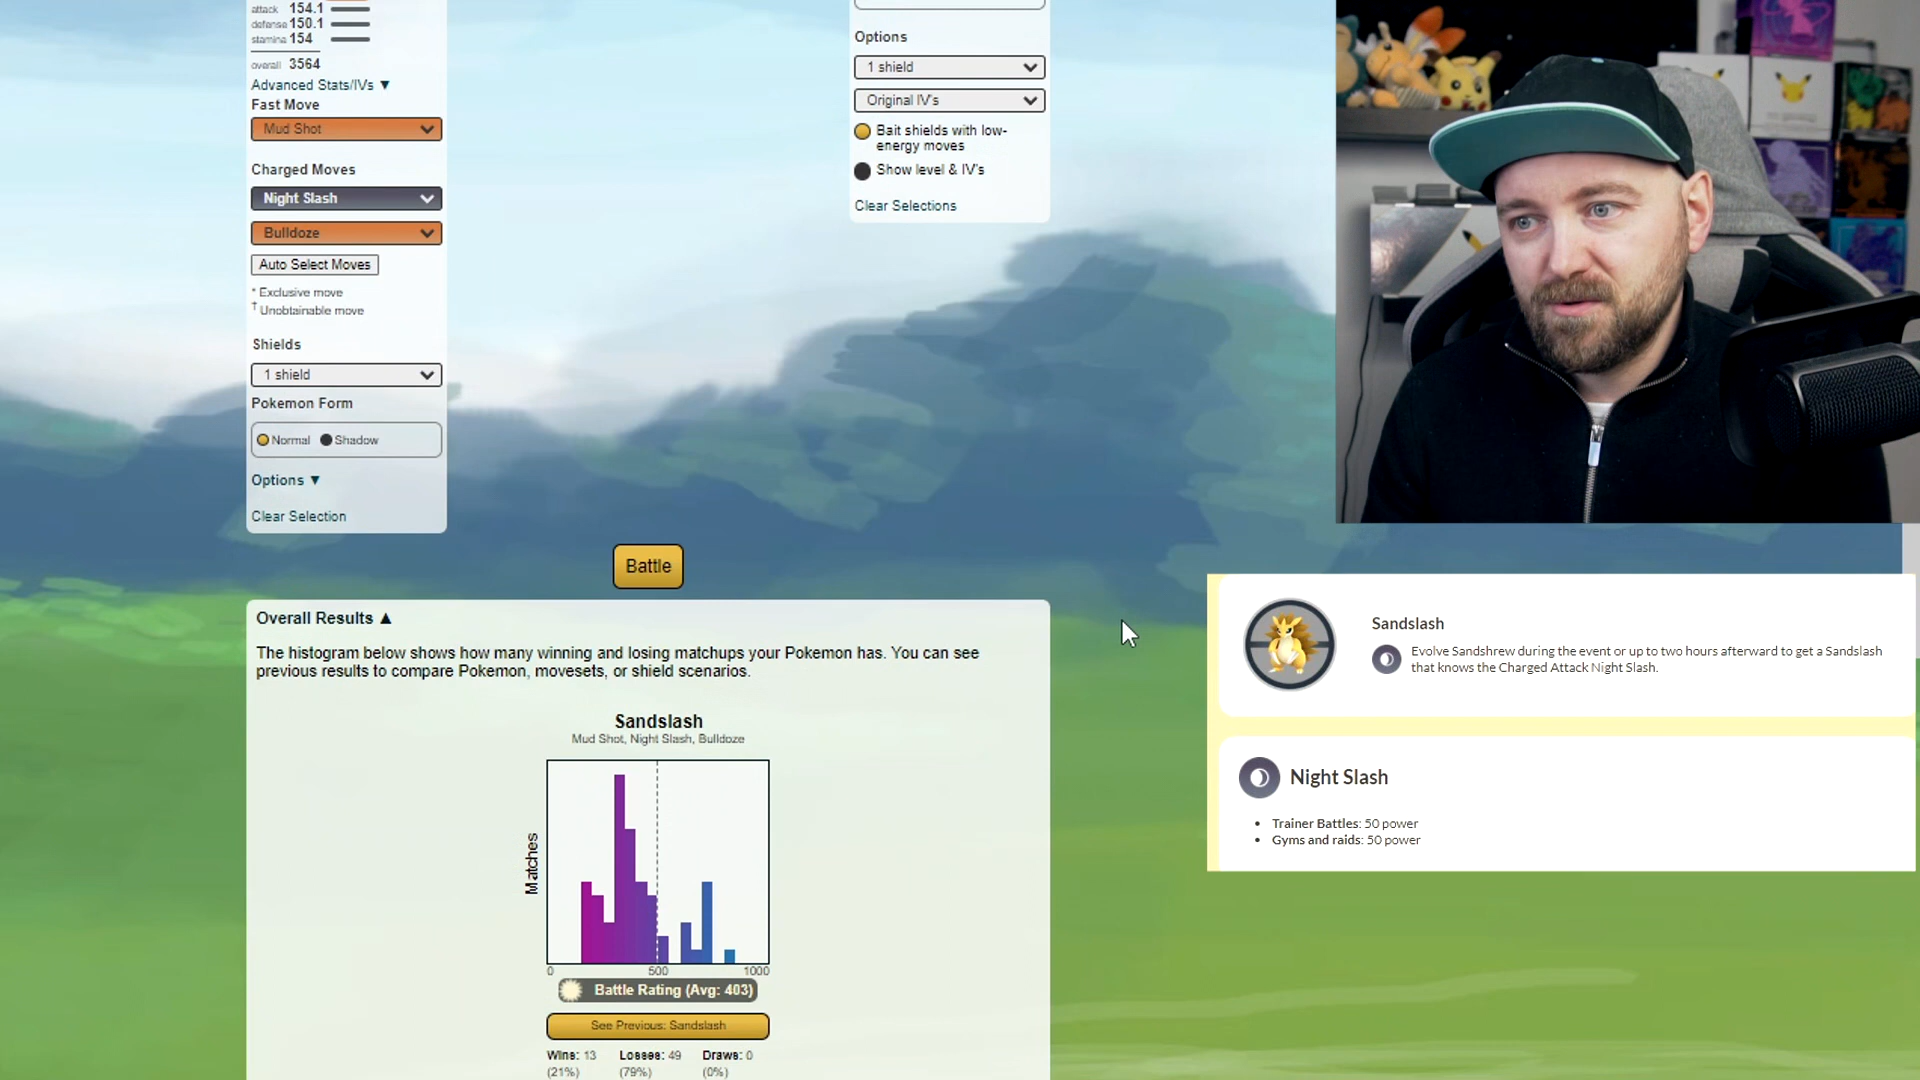 attack 154.1
defense 150.1
stamina 154
overall 3564
Advanced Stats/IVs ▼
Fast Move
Mud Shot
Charged Moves
Night Slash
Bulldoze
Auto Select Moves
* Exclusive move
† Unobtainable move
Shields
1 shield
Pokemon Form
Normal Shadow
Options ▼
Clear Selection
Options
1 shield
Original IV's
Bait shields with low-
energy moves
Show level & IV's
Clear Selections
Battle
Overall Results ▲
The histogram below shows how many winning and losing matchups your Pokemon has. You can see
previous results to compare Pokemon, movesets, or shield scenarios.
Sandslash
Mud Shot, Night Slash, Bulldoze
Matches
0 500 1000
Battle Rating (Avg: 403)
See Previous: Sandslash
Wins: 13 Losses: 49 Draws: 0
(21%) (79%) (0%)
Sandslash
Evolve Sandshrew during the event or up to two hours afterward to get a Sandslash
that knows the Charged Attack Night Slash.
Night Slash
• Trainer Battles: 50 power
• Gyms and raids: 50 power